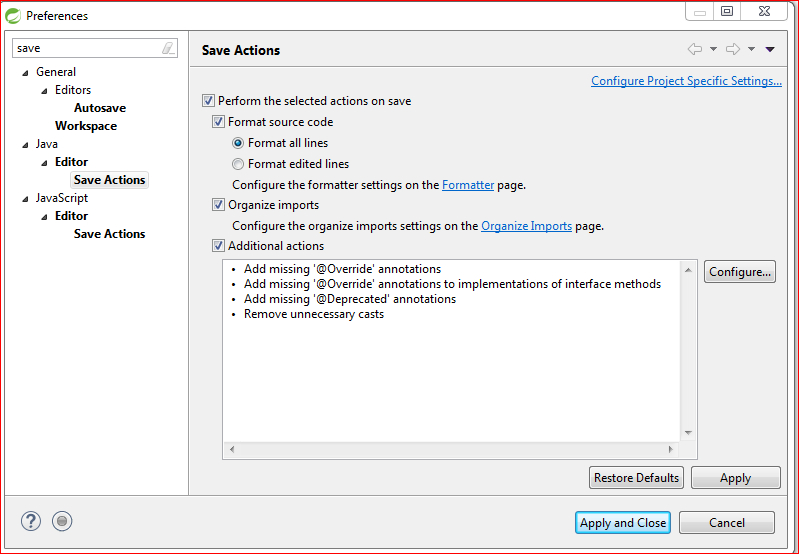 Preferences
save
Save Actions
General
Editors
Autosave
Workspace
Java
Editor
Save Actions
JavaScript
Editor
Save Actions
Configure Project Specific Settings...
Perform the selected actions on save
Format source code
Format all lines
Format edited lines
Configure the formatter settings on the Formatter page.
Organize imports
Configure the organize imports settings on the Organize Imports page.
Additional actions
• Add missing '@Override' annotations
• Add missing '@Override' annotations to implementations of interface methods
• Add missing '@Deprecated' annotations
• Remove unnecessary casts
Configure...
Restore Defaults Apply
? Apply and Close Cancel